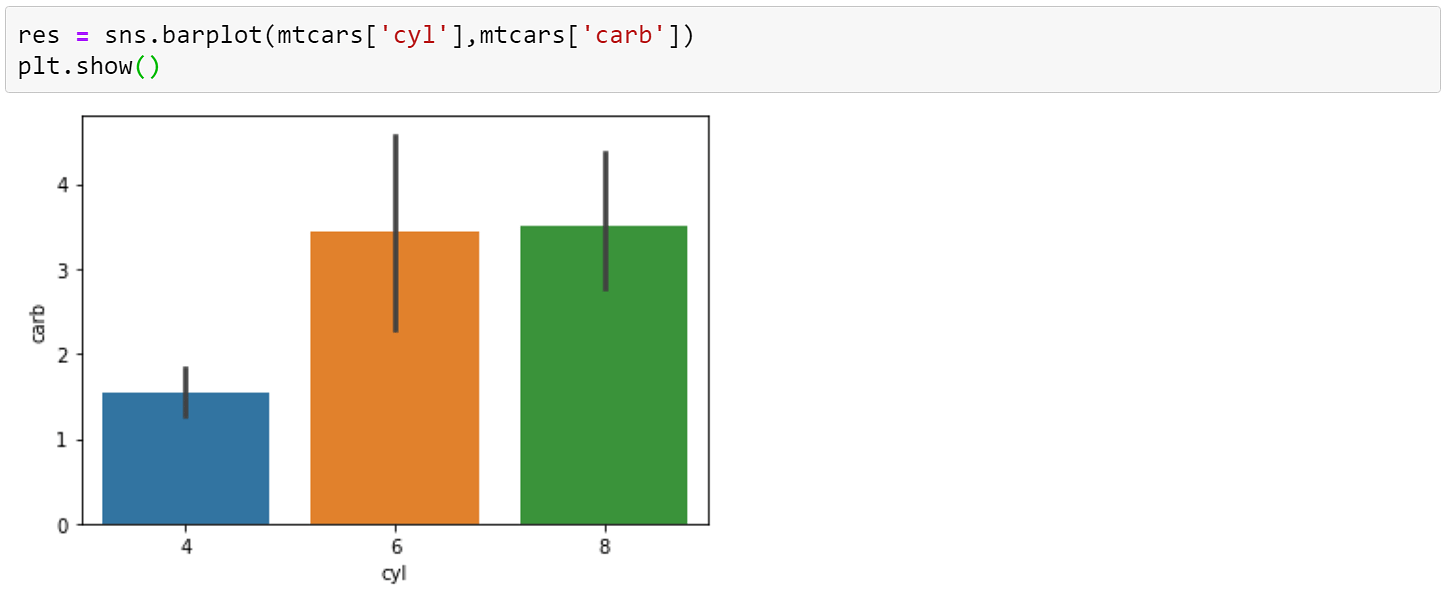 res = sns.barplot(mtcars['cyl'],mtcars['carb'])
plt.show()
4
3
2
1
0
carb
4 6 8
cyl